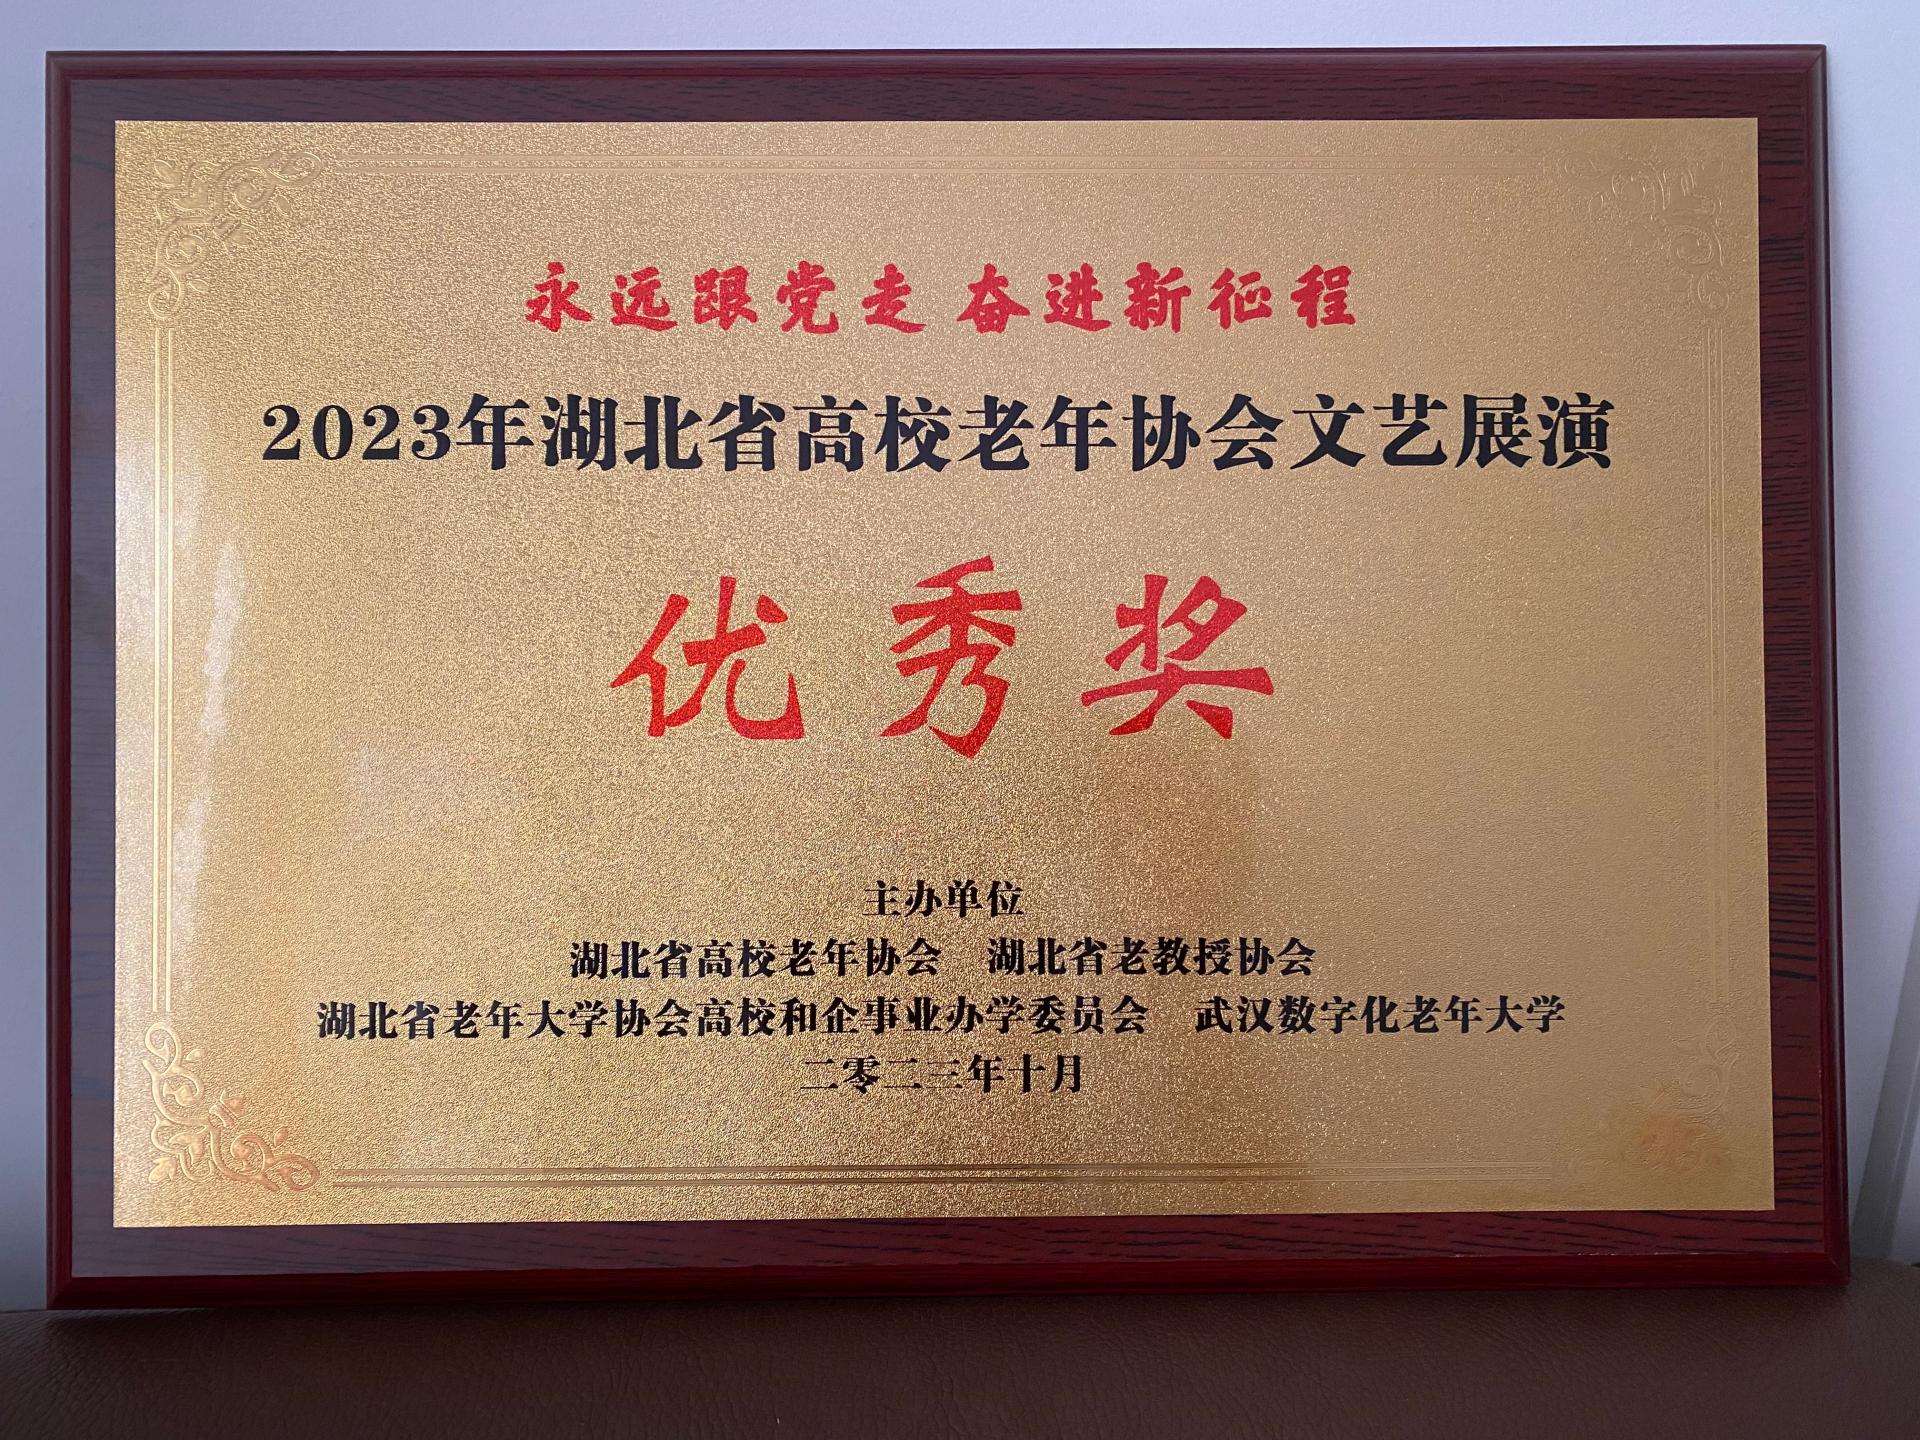 永远跟党走 奋进新征程
2023年湖北省高校老年协会文艺展演
优秀奖
主办单位
湖北省高校老年协会 湖北省老教授协会
湖北省老年大学协会高校和企事业办学委员会 武汉数字化老年大学
二零二三年十月